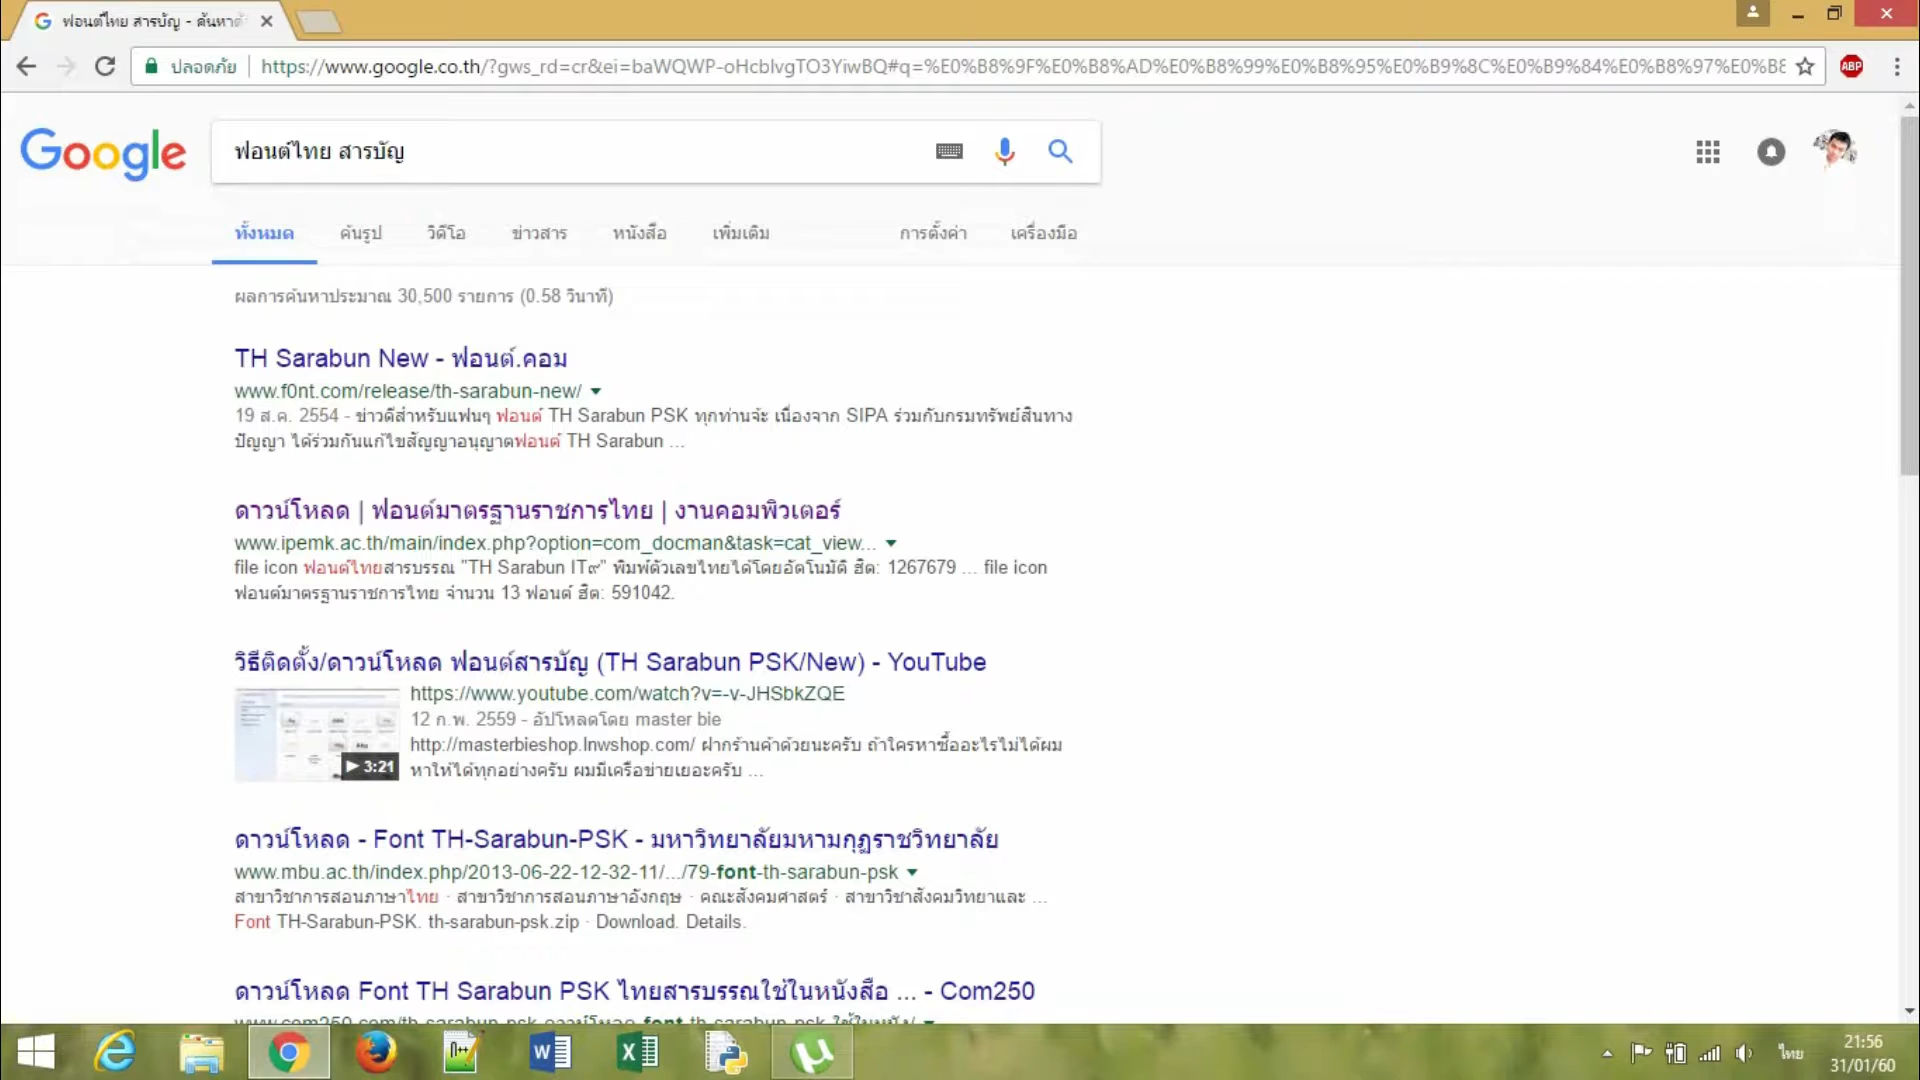 ฟอนต์ไทย สารบัญ - ค้นหาด้
ปลอดภัย
https://www.google.co.th/?gws_rd=cr&ei=baWQWP-oHcblvgTO3YiwBQ#q=%E0%B8%9F%E0%B8%AD%E0%B8%99%E0%B8%95%E0%B9%8C%E0%B9%84%E0%B8%97%E0%B8
ABP
Google
ฟอนต์ไทย สารบัญ
ทั้งหมด ค้นรูป วิดีโอ ข่าวสาร หนังสือ เพิ่มเติม การตั้งค่า เครื่องมือ
ผลการค้นหาประมาณ 30,500 รายการ (0.58 วินาที)
TH Sarabun New - ฟอนต์.คอม
www.f0nt.com/release/th-sarabun-new/
19 ส.ค. 2554 - ข่าวดีสำหรับแฟนๆ ฟอนต์ TH Sarabun PSK ทุกท่านจ้ะ เนื่องจาก SIPA ร่วมกับกรมทรัพย์สินทาง
ปัญญา ได้ร่วมกันแก้ไขสัญญาอนุญาตฟอนต์ TH Sarabun ...
ดาวน์โหลด | ฟอนต์มาตรฐานราชการไทย | งานคอมพิวเตอร์
www.ipemk.ac.th/main/index.php?option=com_docman&task=cat_view...
file icon ฟอนต์ไทยสารบรรณ "TH Sarabun IT๙" พิมพ์ตัวเลขไทยได้โดยอัตโนมัติ ฮิต: 1267679 ... file icon
ฟอนต์มาตรฐานราชการไทย จำนวน 13 ฟอนต์ ฮิต: 591042.
วิธีติดตั้ง/ดาวน์โหลด ฟอนต์สารบัญ (TH Sarabun PSK/New) - YouTube
https://www.youtube.com/watch?v=-v-JHSbkZQE
12 ก.พ. 2559 - อัปโหลดโดย master bie
http://masterbieshop.lnwshop.com/ ฝากร้านค้าด้วยนะครับ ถ้าใครหาซื้ออะไรไม่ได้ผม
3:21
หาให้ได้ทุกอย่างครับ ผมมีเครือข่ายเยอะครับ ...
ดาวน์โหลด - Font TH-Sarabun-PSK - มหาวิทยาลัยมหามกุฏราชวิทยาลัย
www.mbu.ac.th/index.php/2013-06-22-12-32-11/.../79-font-th-sarabun-psk
สาขาวิชาการสอนภาษาไทย · สาขาวิชาการสอนภาษาอังกฤษ · คณะสังคมศาสตร์ · สาขาวิชาสังคมวิทยาและ ...
Font TH-Sarabun-PSK. th-sarabun-psk.zip · Download. Details.
ดาวน์โหลด Font TH Sarabun PSK ไทยสารบรรณใช้ในหนังสือ ... - Com250
www.com250.com/th-sarabun-psk-ดาวน์โหลด-font-th-sarabun-psk-ใช้ในหนัง/
ไทย
21:56
31/01/60